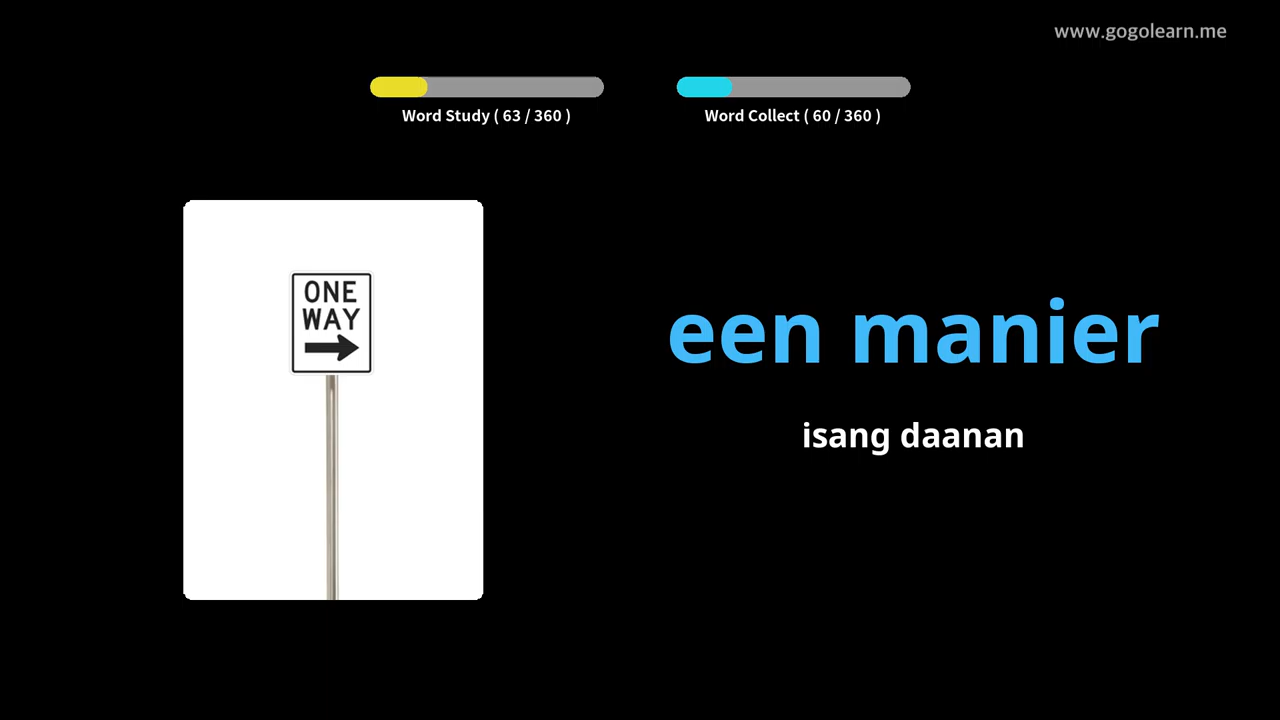 www.gogolearn.me
Word Study ( 63 / 360 )
Word Collect ( 60 / 360 )
ONE
WAY
een manier
isang daanan